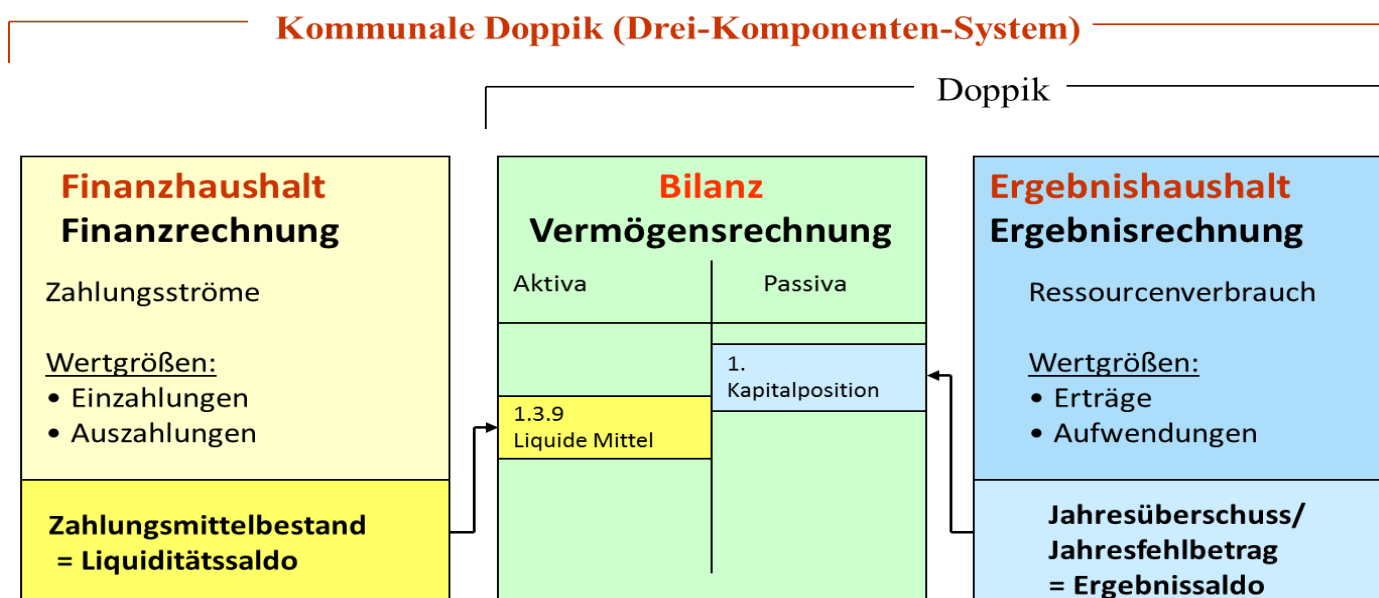 Kommunale Doppik (Drei-Komponenten-System)
Doppik
Finanzhaushalt
Finanzrechnung
Zahlungsströme
Wertgrößen:
• Einzahlungen
• Auszahlungen
Zahlungsmittelbestand
= Liquiditätssaldo
Bilanz
Vermögensrechnung
Aktiva
Passiva
1.
Kapitalposition
1.3.9
Liquide Mittel
Ergebnishaushalt
Ergebnisrechnung
Ressourcenverbrauch
Wertgrößen:
• Erträge
• Aufwendungen
Jahresüberschuss/
Jahresfehlbetrag
= Ergebnissaldo